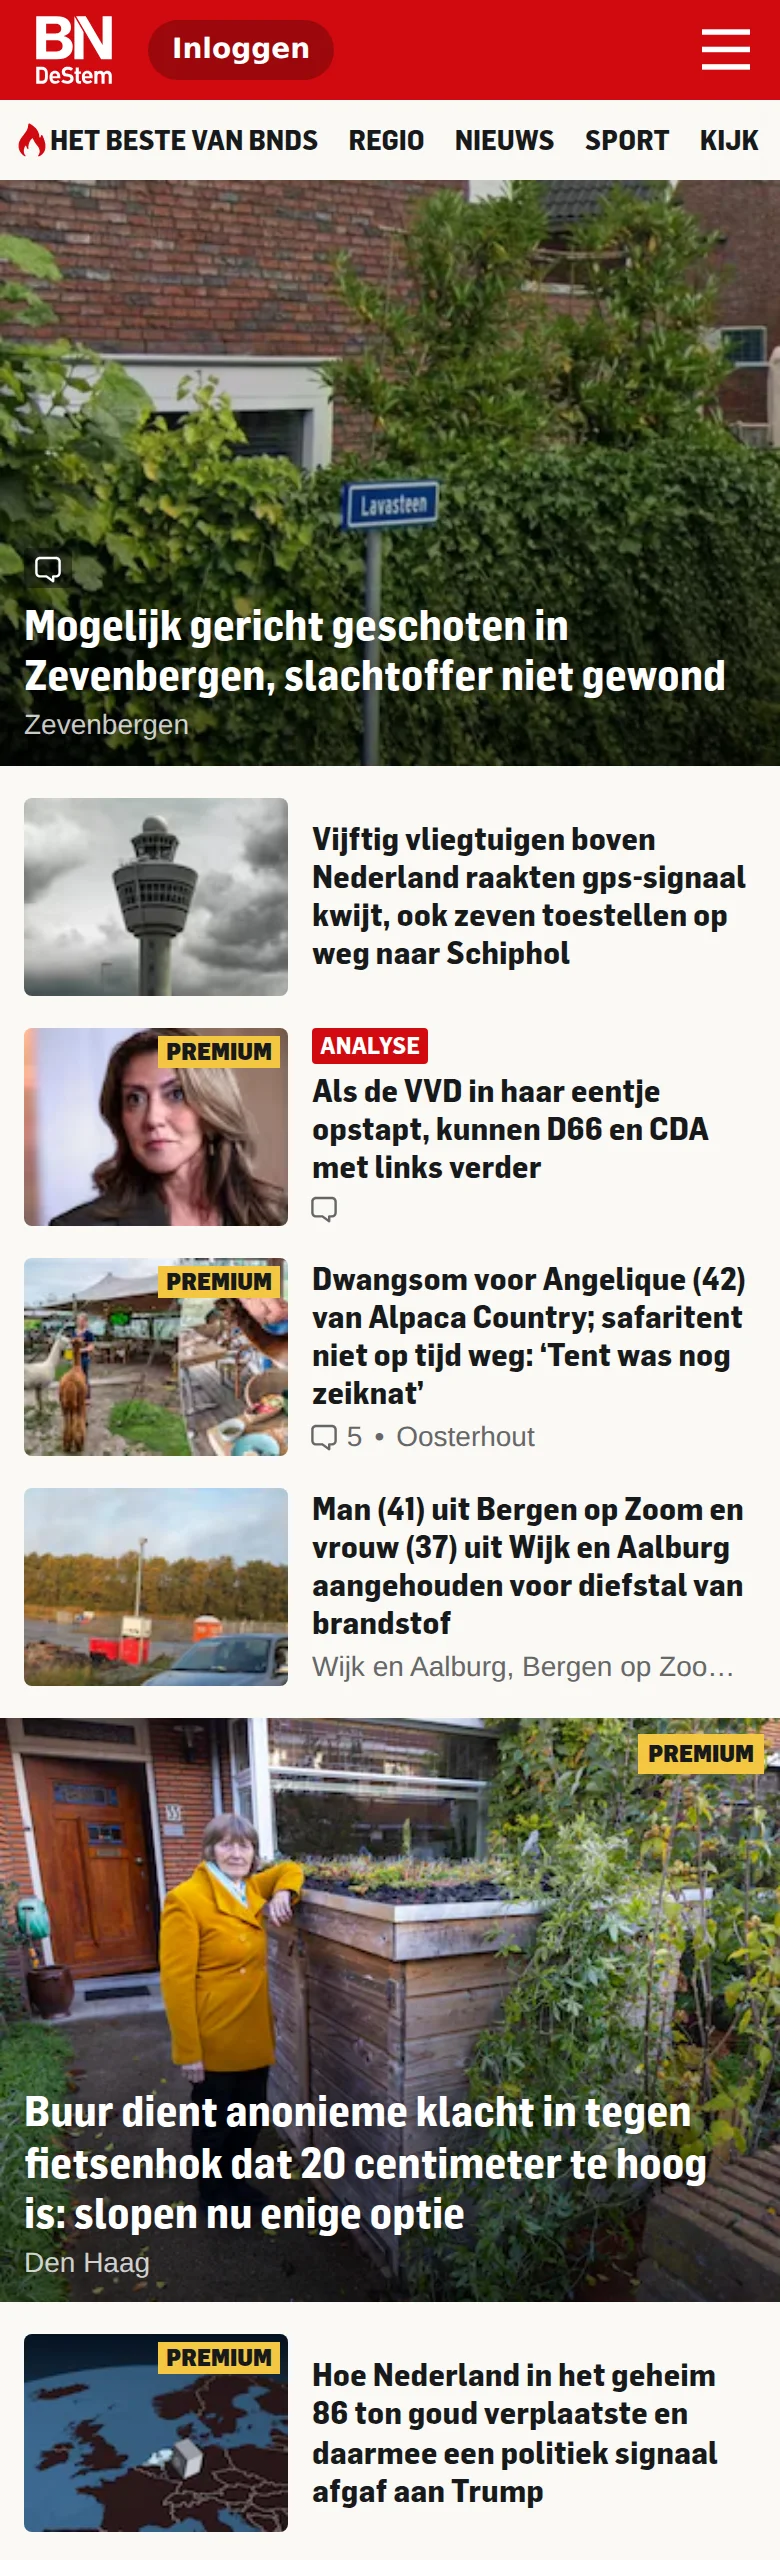 BN
DeStem
Inloggen
HET BESTE VAN BNDS REGIO NIEUWS SPORT KIJK
Lavasteen
Mogelijk gericht geschoten in
Zevenbergen, slachtoffer niet gewond
Zevenbergen
Vijftig vliegtuigen boven
Nederland raakten gps-signaal
kwijt, ook zeven toestellen op
weg naar Schiphol
PREMIUM
ANALYSE
Als de VVD in haar eentje
opstapt, kunnen D66 en CDA
met links verder
PREMIUM
Dwangsom voor Angelique (42)
van Alpaca Country; safaritent
niet op tijd weg: ‘Tent was nog
zeiknat’
5 • Oosterhout
Man (41) uit Bergen op Zoom en
vrouw (37) uit Wijk en Aalburg
aangehouden voor diefstal van
brandstof
Wijk en Aalburg, Bergen op Zoo…
PREMIUM
Buur dient anonieme klacht in tegen
fietsenhok dat 20 centimeter te hoog
is: slopen nu enige optie
Den Haag
PREMIUM
Hoe Nederland in het geheim
86 ton goud verplaatste en
daarmee een politiek signaal
afgaf aan Trump